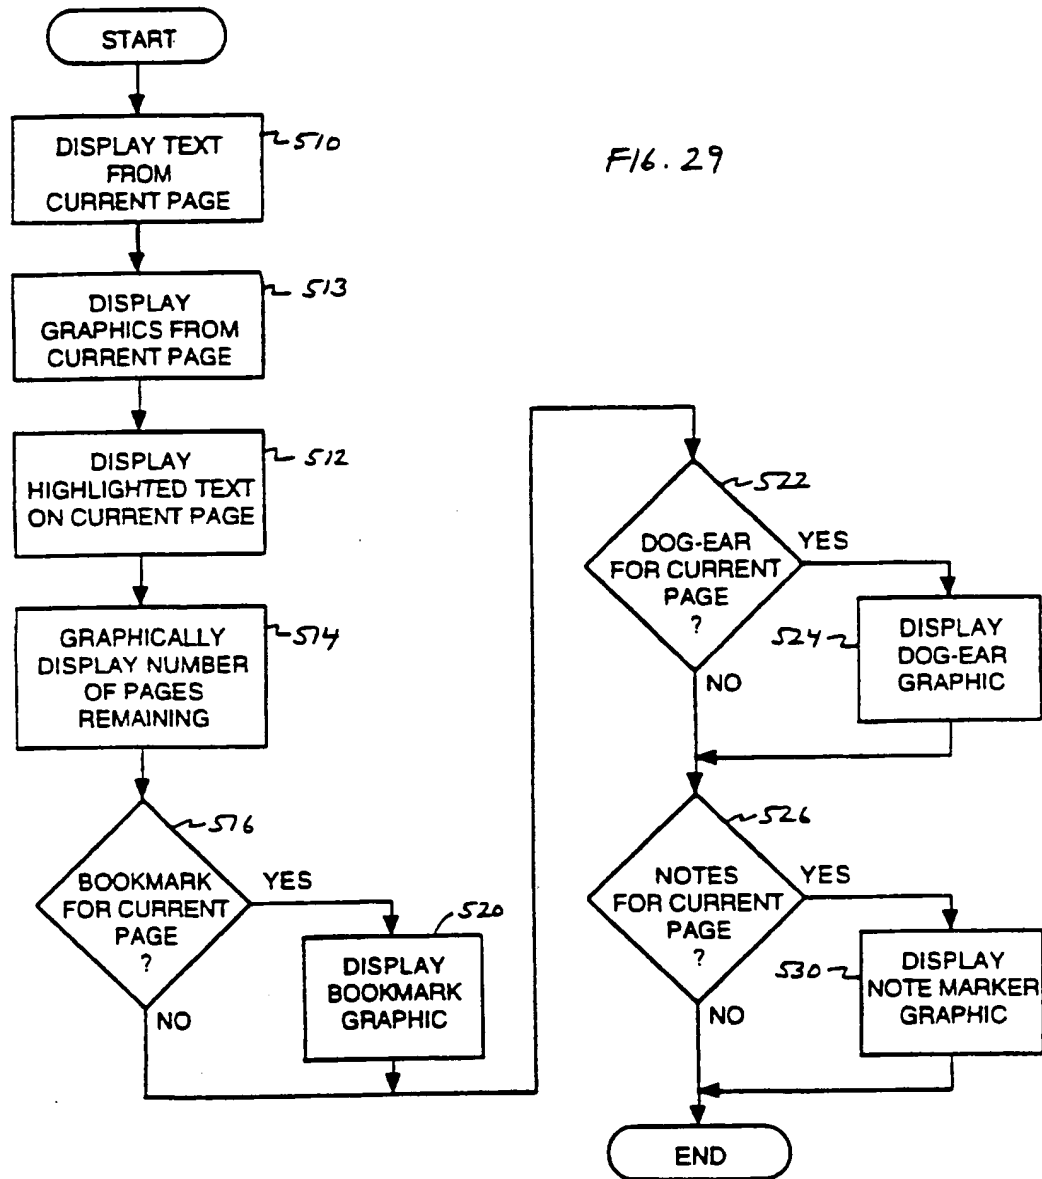 START
DISPLAY TEXT
FROM
CURRENT PAGE
510
FIG. 29
DISPLAY
GRAPHICS FROM
CURRENT PAGE
513
DISPLAY
HIGHLIGHTED TEXT
ON CURRENT PAGE
512
GRAPHICALLY
DISPLAY NUMBER
OF PAGES
REMAINING
514
BOOKMARK
FOR CURRENT
PAGE
?
516
YES
NO
DISPLAY
BOOKMARK
GRAPHIC
520
DOG-EAR
FOR CURRENT
PAGE
?
522
YES
NO
DISPLAY
DOG-EAR
GRAPHIC
524
NOTES
FOR CURRENT
PAGE
?
526
YES
NO
DISPLAY
NOTE MARKER
GRAPHIC
530
END